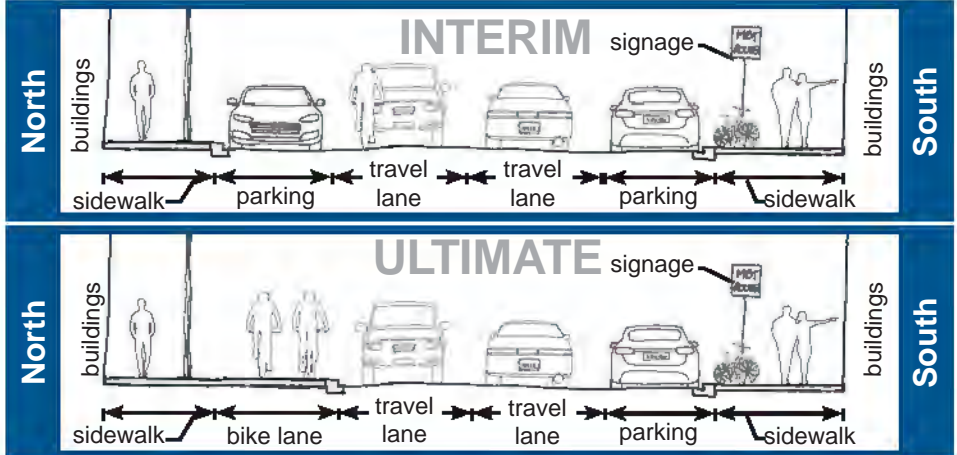 INTERIM
signage
North
buildings
buildings
South
sidewalk
parking
travel
lane
travel
lane
parking
sidewalk
ULTIMATE
signage
North
buildings
buildings
South
sidewalk
bike lane
travel
lane
travel
lane
parking
sidewalk